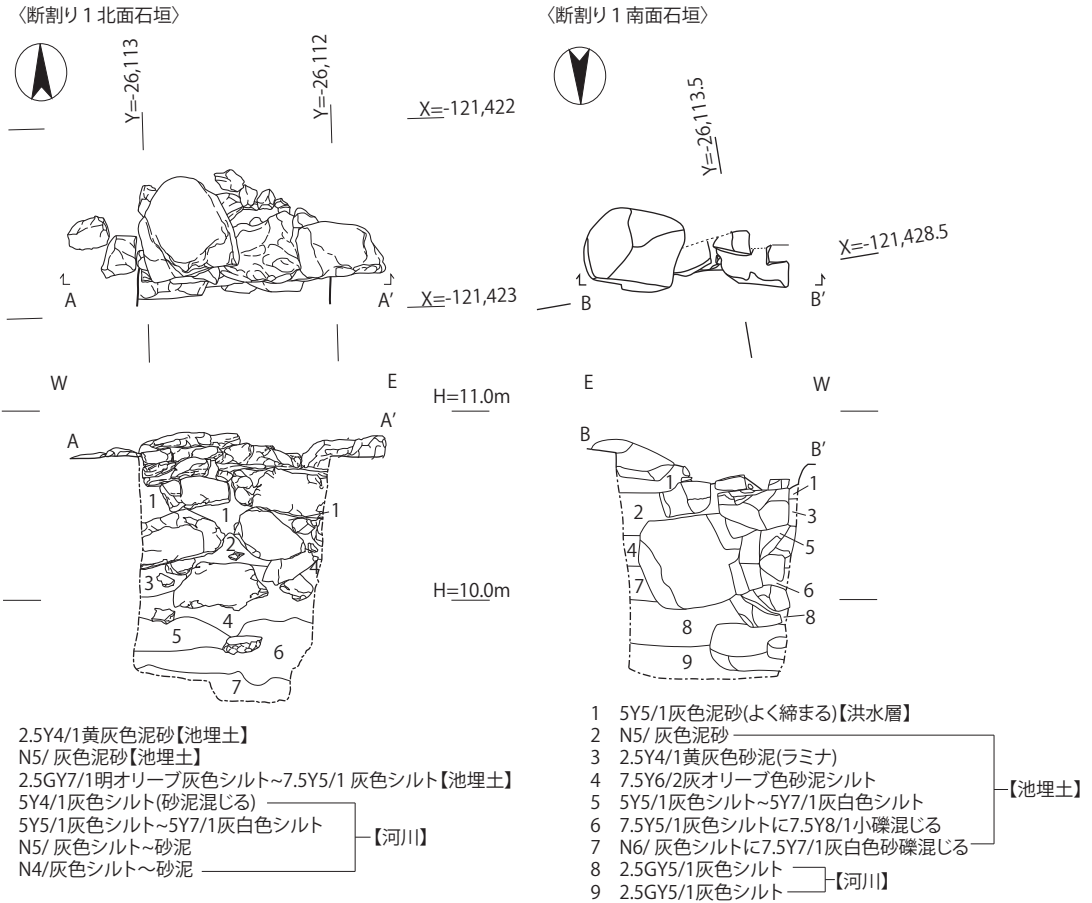 〈断割り1 北面石垣〉
Y=-26,113
Y=-26,112
X=-121,422
A
A'
X=-121,423
W
E
H=11.0m
A
A'
1
1
1
2
3
4
4
5
6
7
H=10.0m
2.5Y4/1黄灰色泥砂【池埋土】
N5/ 灰色泥砂【池埋土】
2.5GY7/1明オリーブ灰色シルト~7.5Y5/1 灰色シルト【池埋土】
5Y4/1灰色シルト(砂泥混じる)
5Y5/1灰色シルト~5Y7/1灰白色シルト
N5/ 灰色シルト~砂泥
N4/灰色シルト～砂泥
【河川】
〈断割り1 南面石垣〉
Y=-26,113.5
X=-121,428.5
B
B'
E
W
B
B'
1
1
2
3
4
5
7
6
8
8
9
1 5Y5/1灰色泥砂(よく締まる)【洪水層】
2 N5/ 灰色泥砂
3 2.5Y4/1黄灰色砂泥(ラミナ)
4 7.5Y6/2灰オリーブ色砂泥シルト
5 5Y5/1灰色シルト~5Y7/1灰白色シルト
6 7.5Y5/1灰色シルトに7.5Y8/1小礫混じる
7 N6/ 灰色シルトに7.5Y7/1灰白色砂礫混じる
【池埋土】
8 2.5GY5/1灰色シルト
9 2.5GY5/1灰色シルト
【河川】